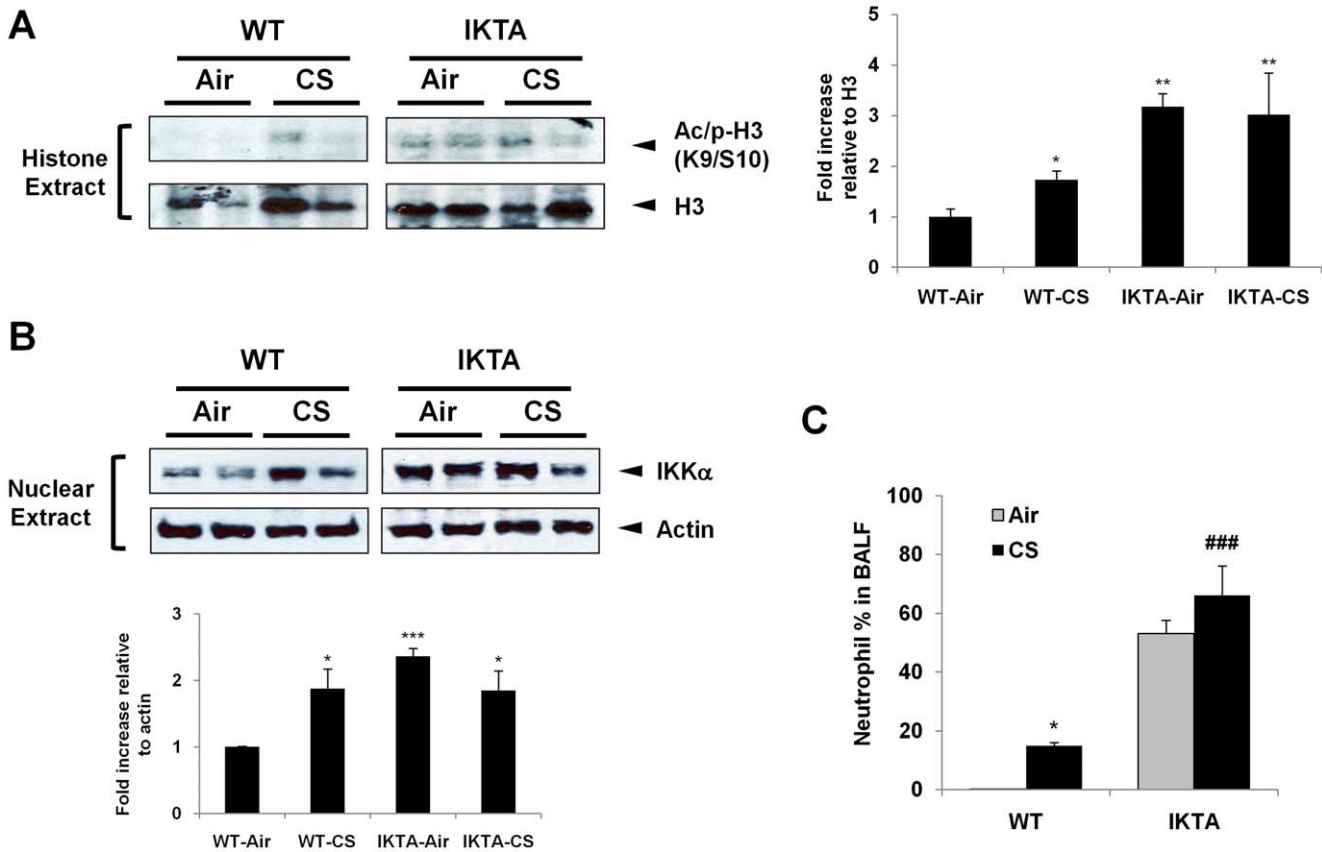 A
WT
IKTA
Air
CS
Air
CS
Histone
Extract
Ac/p-H3
(K9/S10)
H3
Fold increase
relative to H3
5
4
3
2
1
0
*
**
**
WT-Air
WT-CS
IKTA-Air
IKTA-CS
B
WT
IKTA
Air
CS
Air
CS
Nuclear
Extract
IKKα
Actin
Fold increase relative
to actin
3
2
1
0
*
***
*
WT-Air
WT-CS
IKTA-Air
IKTA-CS
C
Neutrophil % in BALF
100
80
60
40
20
0
Air
CS
*
###
WT
IKTA